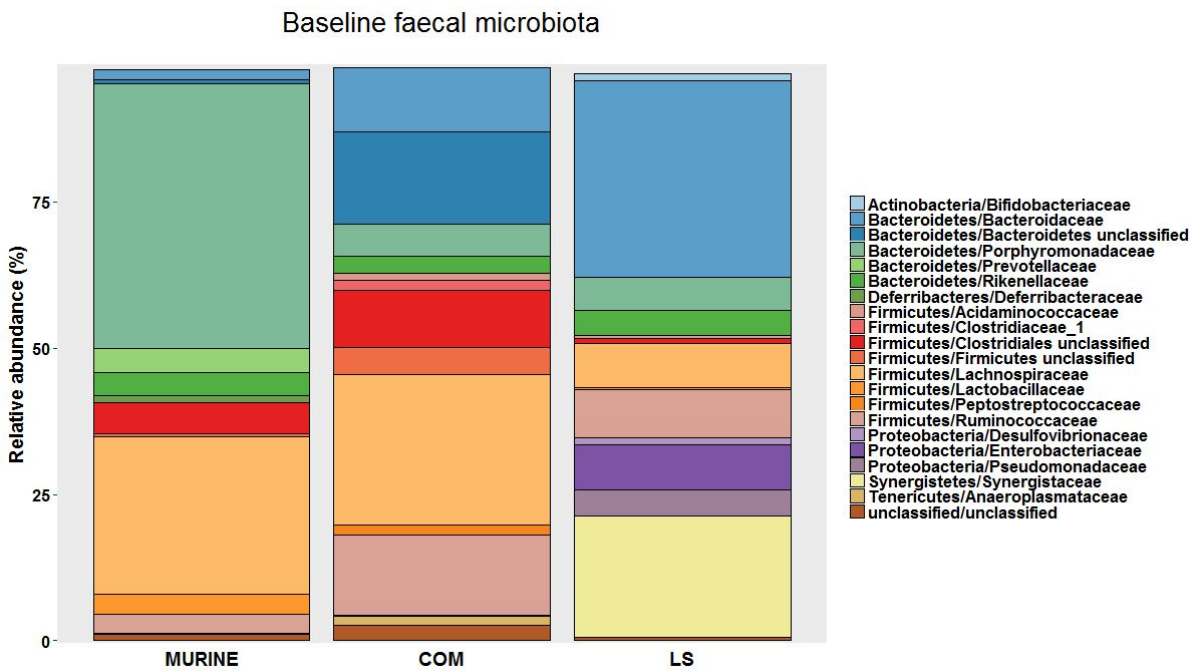 Baseline faecal microbiota
Relative abundance (%)
75
50
25
0
MURINE
COM
LS
Actinobacteria/Bifidobacteriaceae
Bacteroidetes/Bacteroidaceae
Bacteroidetes/Bacteroidetes unclassified
Bacteroidetes/Porphyromonadaceae
Bacteroidetes/Prevotellaceae
Bacteroidetes/Rikenellaceae
Deferribacteres/Deferribacteraceae
Firmicutes/Acidaminococcaceae
Firmicutes/Clostridiaceae_1
Firmicutes/Clostridiales unclassified
Firmicutes/Firmicutes unclassified
Firmicutes/Lachnospiraceae
Firmicutes/Lactobacillaceae
Firmicutes/Peptostreptococcaceae
Firmicutes/Ruminococcaceae
Proteobacteria/Desulfovibrionaceae
Proteobacteria/Enterobacteriaceae
Proteobacteria/Pseudomonadaceae
Synergistetes/Synergistaceae
Tenericutes/Anaeroplasmataceae
unclassified/unclassified